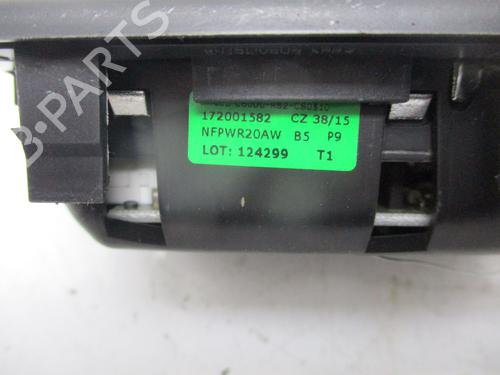 172001582 CZ 38/15
NFPWR20AW B5 P9
LOT: 124299 T1
B-PARTS